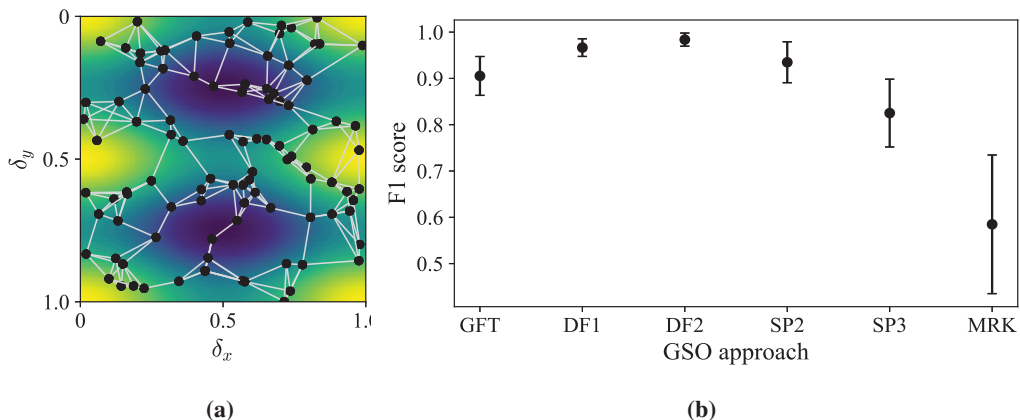 0
0.5
1.0
δy
0
0.5
1.0
δx
(a)
1.0
0.9
0.8
0.7
0.6
0.5
F1 score
GFT DF1 DF2 SP2 SP3 MRK
GSO approach
(b)